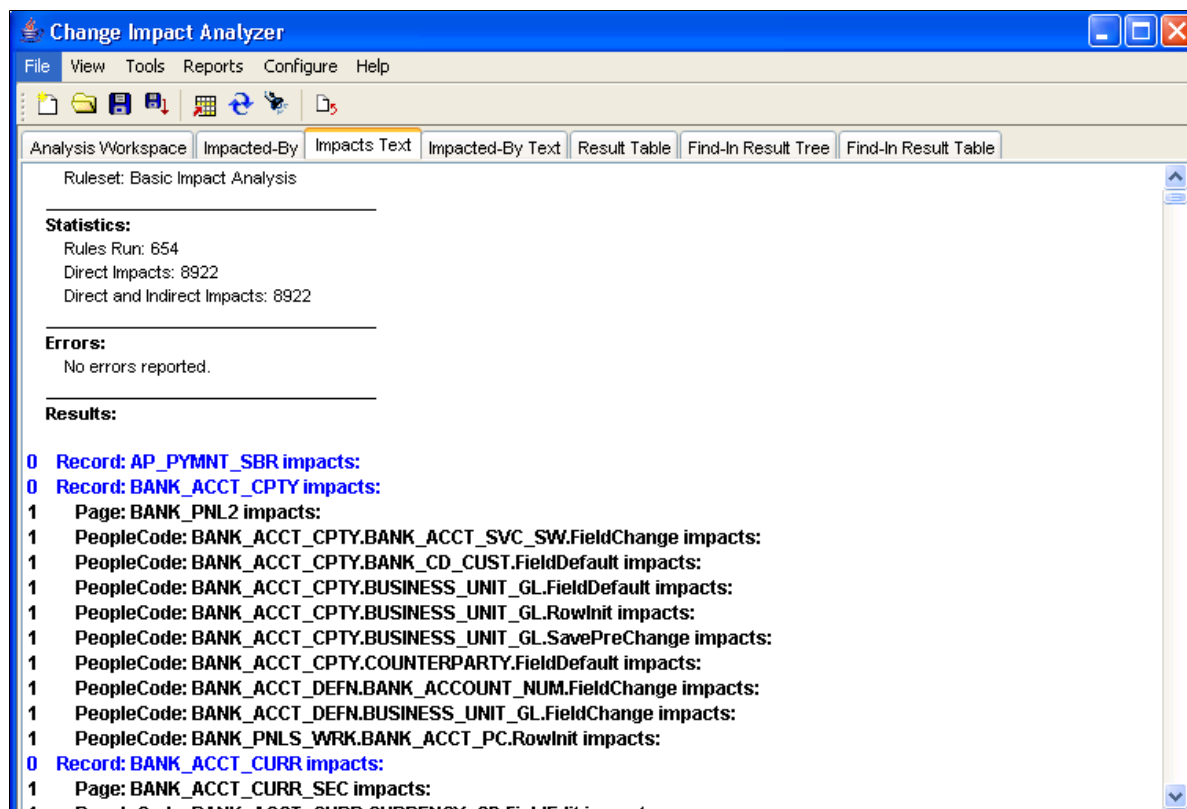 Change Impact Analyzer
File View Tools Reports Configure Help
Analysis Workspace Impacted-By Impacts Text Impacted-By Text Result Table Find-In Result Tree Find-In Result Table
Ruleset: Basic Impact Analysis
Statistics:
Rules Run: 654
Direct Impacts: 8922
Direct and Indirect Impacts: 8922
Errors:
No errors reported.
Results:
0 Record: AP_PYMNT_SBR impacts:
0 Record: BANK_ACCT_CPTY impacts:
1 Page: BANK_PNL2 impacts:
1 PeopleCode: BANK_ACCT_CPTY.BANK_ACCT_SVC_SW.FieldChange impacts:
1 PeopleCode: BANK_ACCT_CPTY.BANK_CD_CUST.FieldDefault impacts:
1 PeopleCode: BANK_ACCT_CPTY.BUSINESS_UNIT_GL.FieldDefault impacts:
1 PeopleCode: BANK_ACCT_CPTY.BUSINESS_UNIT_GL.RowInit impacts:
1 PeopleCode: BANK_ACCT_CPTY.BUSINESS_UNIT_GL.SavePreChange impacts:
1 PeopleCode: BANK_ACCT_CPTY.COUNTERPARTY.FieldDefault impacts:
1 PeopleCode: BANK_ACCT_DEFN.BANK_ACCOUNT_NUM.FieldChange impacts:
1 PeopleCode: BANK_ACCT_DEFN.BUSINESS_UNIT_GL.FieldChange impacts:
1 PeopleCode: BANK_PNLS_WRK.BANK_ACCT_PC.RowInit impacts:
0 Record: BANK_ACCT_CURR impacts:
1 Page: BANK_ACCT_CURR_SEC impacts: